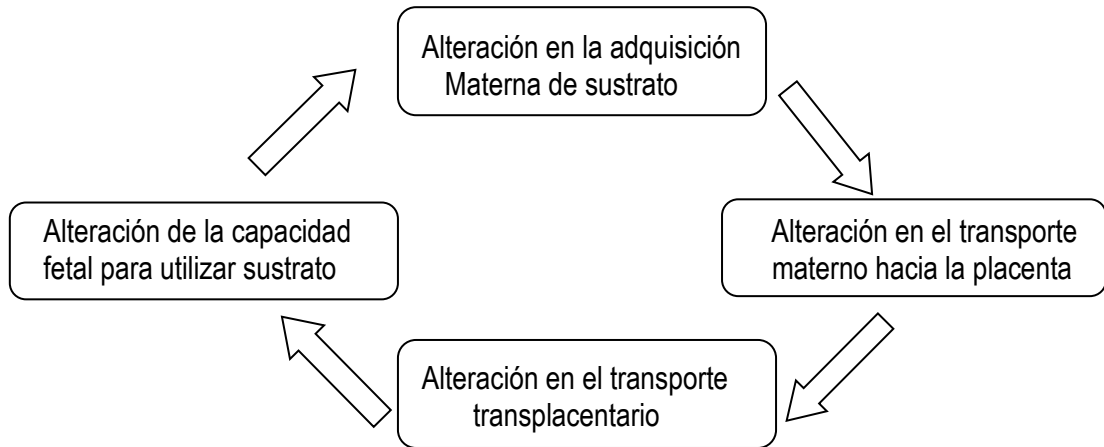 Alteración en la adquisición
Materna de sustrato
Alteración de la capacidad
fetal para utilizar sustrato
Alteración en el transporte
materno hacia la placenta
Alteración en el transporte
transplacentario